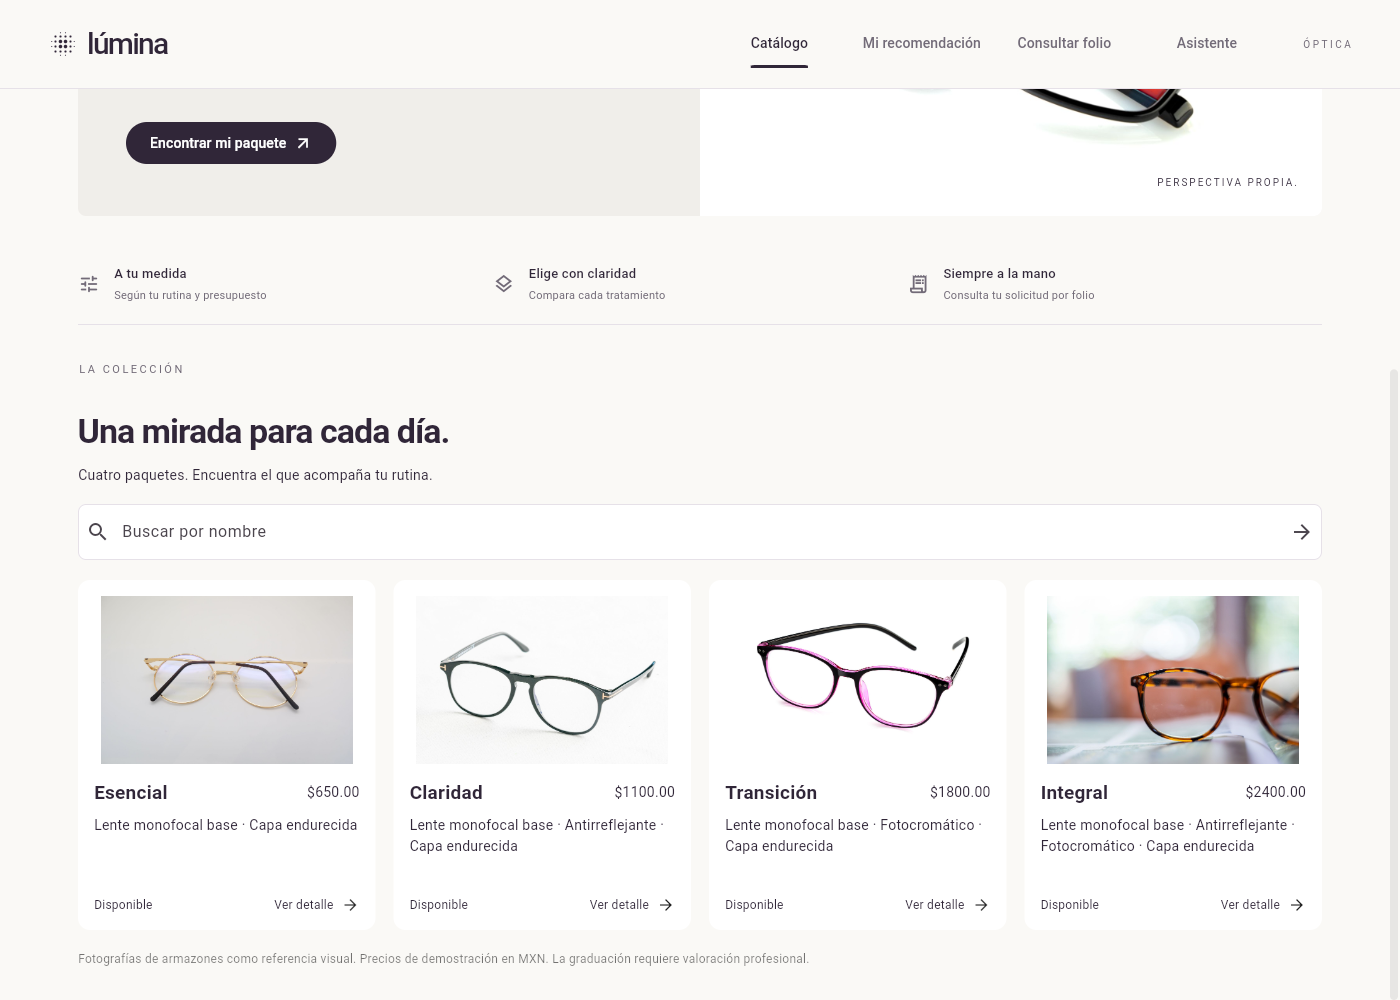 lúmina
Catálogo
Mi recomendación
Consultar folio
Asistente
ÓPTICA
Encontrar mi paquete
PERSPECTIVA PROPIA.
A tu medida
Según tu rutina y presupuesto
Elige con claridad
Compara cada tratamiento
Siempre a la mano
Consulta tu solicitud por folio
LA COLECCIÓN
Una mirada para cada día.
Cuatro paquetes. Encuentra el que acompaña tu rutina.
Buscar por nombre
Esencial
$650.00
Lente monofocal base · Capa endurecida
Disponible
Ver detalle
Claridad
$1100.00
Lente monofocal base · Antirreflejante ·
Capa endurecida
Disponible
Ver detalle
Transición
$1800.00
Lente monofocal base · Fotocromático ·
Capa endurecida
Disponible
Ver detalle
Integral
$2400.00
Lente monofocal base · Antirreflejante ·
Fotocromático · Capa endurecida
Disponible
Ver detalle
Fotografías de armazones como referencia visual. Precios de demostración en MXN. La graduación requiere valoración profesional.